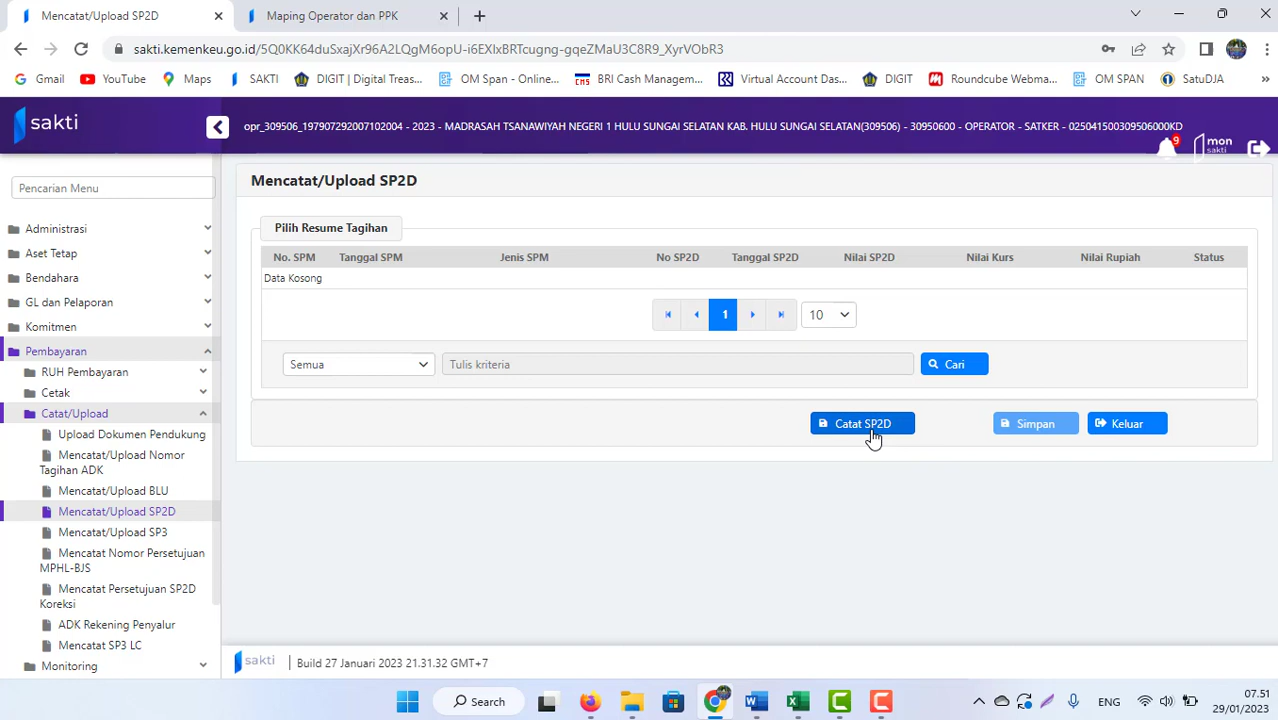 Mencatat/Upload SP2D
Maping Operator dan PPK
sakti.kemenkeu.go.id/5Q0KK64duSxajXr96A2LQgM6opU-i6EXIxBRTcugng-gqeZMaU3C8R9_XyrVObR3
Gmail YouTube Maps SAKTI DIGIT | Digital Treas... OM Span - Online... BRI Cash Managem... Virtual Account Das... DIGIT Roundcube Webma... OM SPAN SatuDJA »
sakti
opr_309506_197907292007102004 - 2023 - MADRASAH TSANAWIYAH NEGERI 1 HULU SUNGAI SELATAN KAB. HULU SUNGAI SELATAN(309506) - 30950600 - OPERATOR - SATKER - 025041500309506000KD
9
mon sakti
Pencarian Menu
Administrasi
Aset Tetap
Bendahara
GL dan Pelaporan
Komitmen
Pembayaran
RUH Pembayaran
Cetak
Catat/Upload
Upload Dokumen Pendukung
Mencatat/Upload Nomor
Tagihan ADK
Mencatat/Upload BLU
Mencatat/Upload SP2D
Mencatat/Upload SP3
Mencatat Nomor Persetujuan
MPHL-BJS
Mencatat Persetujuan SP2D
Koreksi
ADK Rekening Penyalur
Mencatat SP3 LC
Monitoring
Mencatat/Upload SP2D
Pilih Resume Tagihan
No. SPM Tanggal SPM Jenis SPM No SP2D Tanggal SP2D Nilai SP2D Nilai Kurs Nilai Rupiah Status
Data Kosong
1 10
Semua Tulis kriteria Cari
Catat SP2D Simpan Keluar
sakti Build 27 Januari 2023 21.31.32 GMT+7
Search
ENG
07.51
29/01/2023